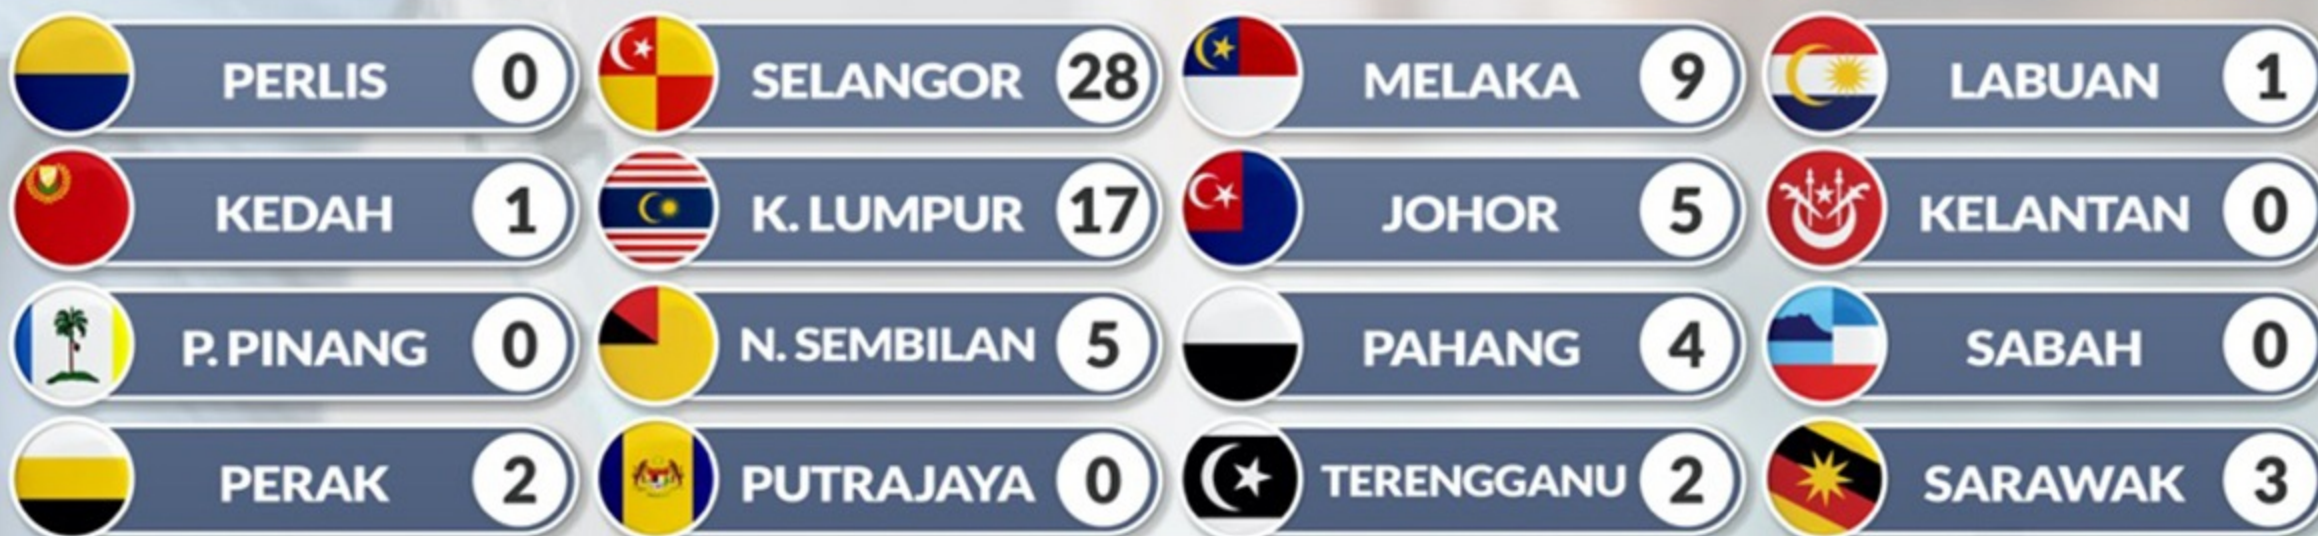 PERLIS 0 SELANGOR 28 MELAKA 9 LABUAN 1
KEDAH 1 K. LUMPUR 17 JOHOR 5 KELANTAN 0
P. PINANG 0 N. SEMBILAN 5 PAHANG 4 SABAH 0
PERAK 2 PUTRAJAYA 0 TERENGGANU 2 SARAWAK 3